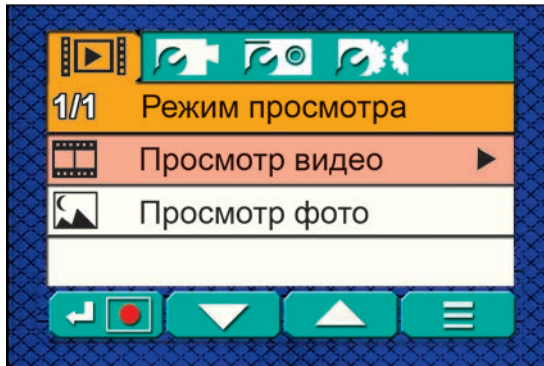 1/1 Режим просмотра
Просмотр видео
Просмотр фото